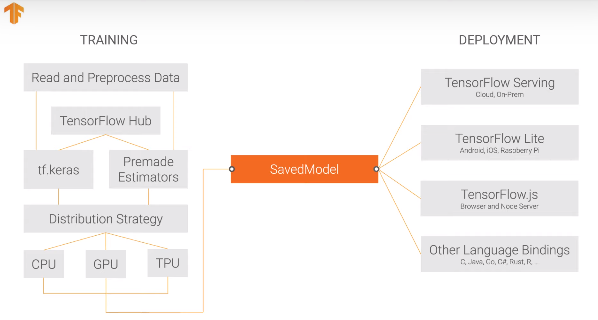 TRAINING
Read and Preprocess Data
TensorFlow Hub
tf.keras
Premade
Estimators
Distribution Strategy
CPU
GPU
TPU
SavedModel
DEPLOYMENT
TensorFlow Serving
Cloud, On-Prem
TensorFlow Lite
Android, iOS, Raspberry Pi
TensorFlow.js
Browser and Node Server
Other Language Bindings
C, Java, Go, C#, Rust, R, ...